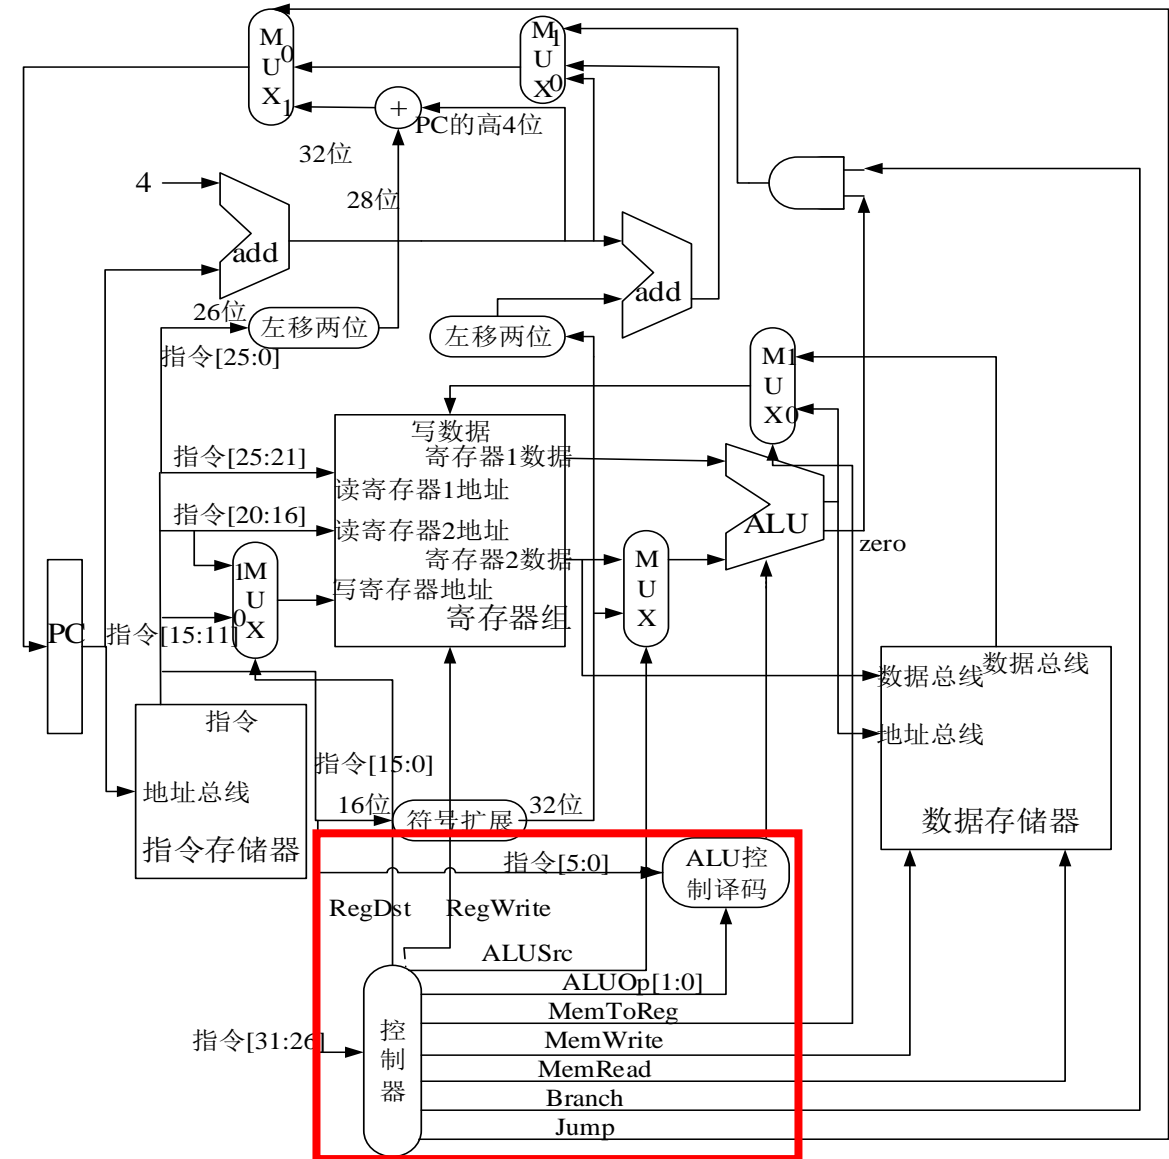 M
U
X
0
1
M
U
X
1
0
+
PC的高4位
32位
4
28位
add
add
26位
左移两位
左移两位
指令[25:0]
M
U
X
1
0
写数据
指令[25:21]
寄存器1数据
读寄存器1地址
指令[20:16]
读寄存器2地址
ALU
寄存器2数据
zero
1
0
M
U
X
写寄存器地址
M
U
X
寄存器组
PC
指令[15:11]
数据总线
数据总线
指令
地址总线
指令[15:0]
地址总线
16位
符号扩展
32位
数据存储器
指令存储器
指令[5:0]
ALU控
制译码
RegDst
RegWrite
ALUSrc
ALUOp[1:0]
MemToReg
控
制
器
指令[31:26]
MemWrite
MemRead
Branch
Jump